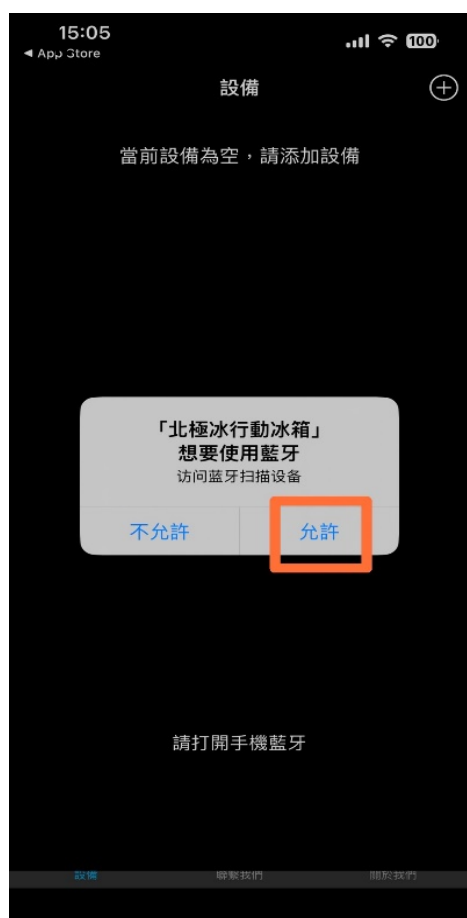 15:05
◀ App Store
100
設備
當前設備為空，請添加設備
「北極冰行動冰箱」
想要使用藍牙
访问蓝牙扫描设备
不允許
允許
請打開手機藍牙
設備
聯繫我們
關於我們